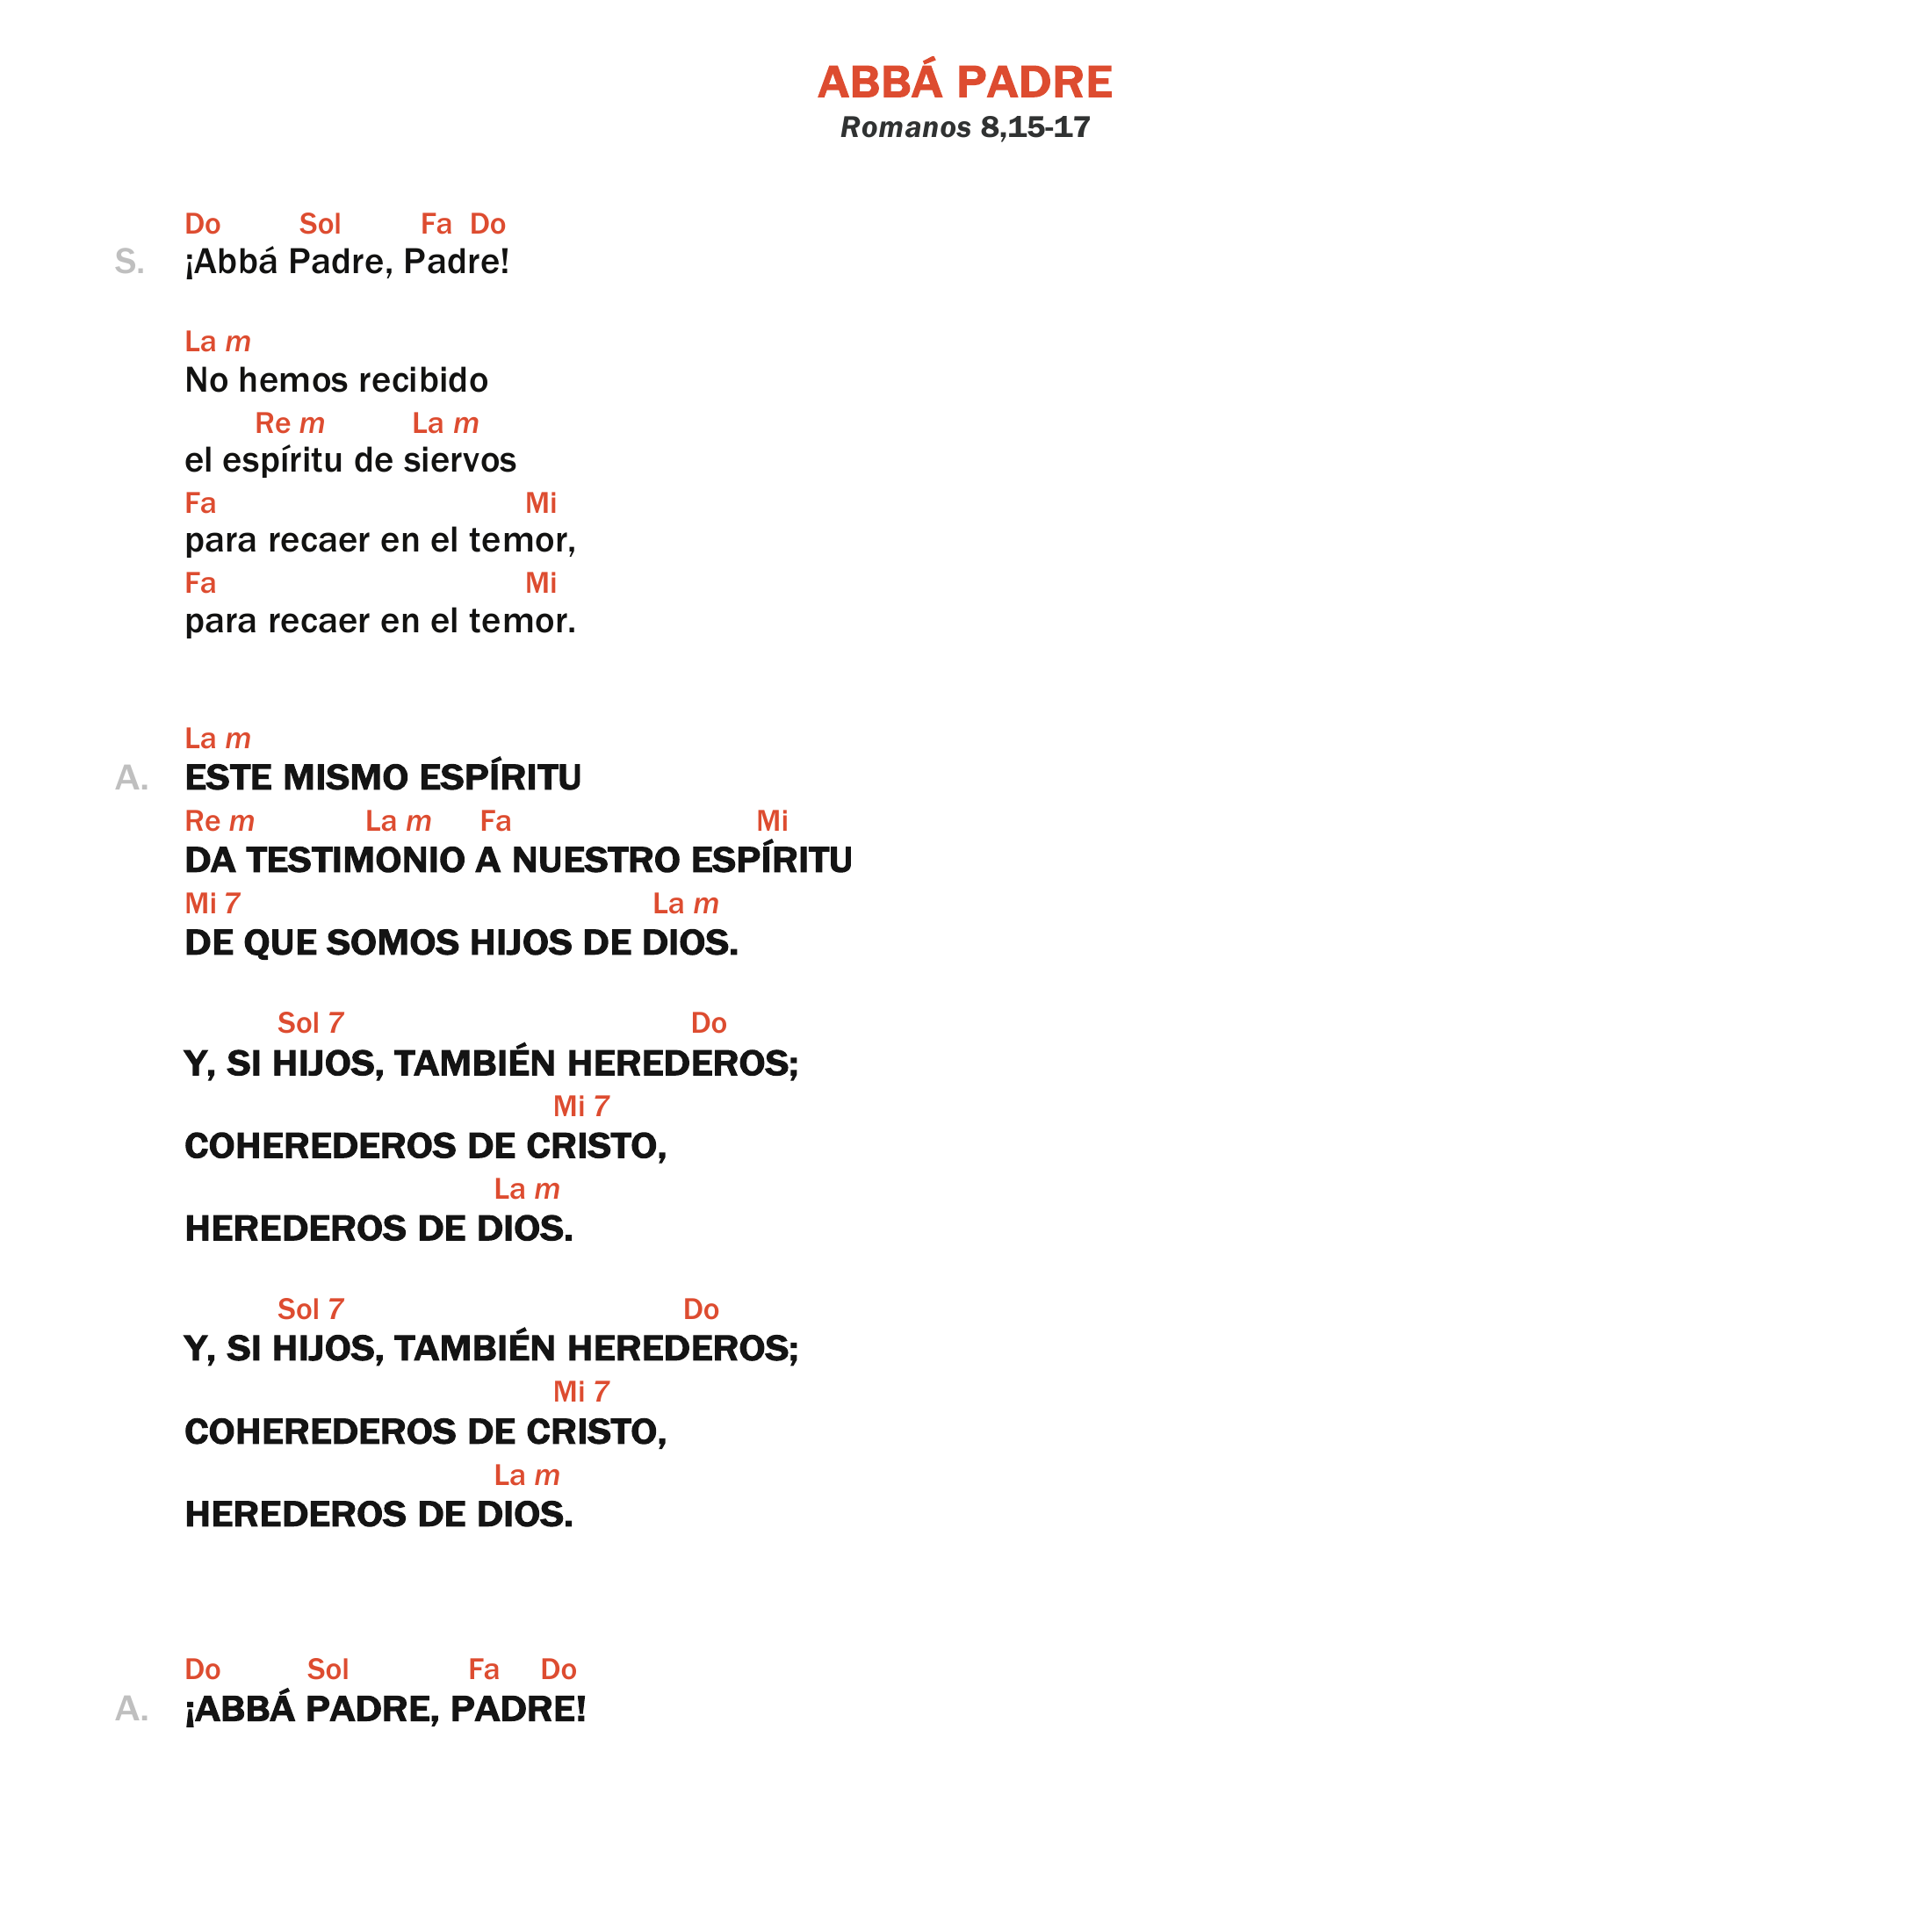 ABBÁ PADRE
Romanos 8,15-17
Do Sol Fa Do
S. ¡Abbá Padre, Padre!
La m
No hemos recibido
Re m La m
el espíritu de siervos
Fa Mi
para recaer en el temor,
Fa Mi
para recaer en el temor.
La m
A. ESTE MISMO ESPÍRITU
Re m La m Fa Mi
DA TESTIMONIO A NUESTRO ESPÍRITU
Mi 7 La m
DE QUE SOMOS HIJOS DE DIOS.
Sol 7 Do
Y, SI HIJOS, TAMBIÉN HEREDEROS;
Mi 7
COHEREDEROS DE CRISTO,
La m
HEREDEROS DE DIOS.
Sol 7 Do
Y, SI HIJOS, TAMBIÉN HEREDEROS;
Mi 7
COHEREDEROS DE CRISTO,
La m
HEREDEROS DE DIOS.
Do Sol Fa Do
A. ¡ABBÁ PADRE, PADRE!